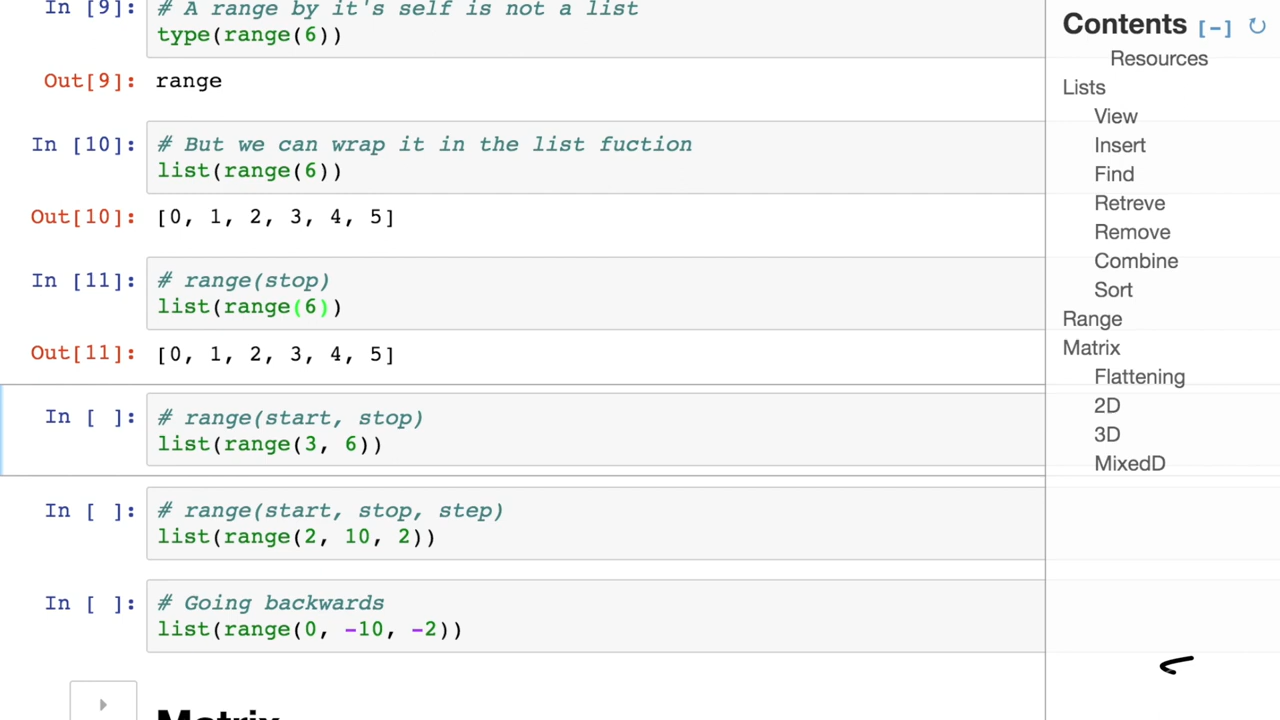 In [9]:
# A range by it's self is not a list
type(range(6))
Out[9]:
range
In [10]:
# But we can wrap it in the list fuction
list(range(6))
Out[10]:
[0, 1, 2, 3, 4, 5]
In [11]:
# range(stop)
list(range(6))
Out[11]:
[0, 1, 2, 3, 4, 5]
In [ ]:
# range(start, stop)
list(range(3, 6))
In [ ]:
# range(start, stop, step)
list(range(2, 10, 2))
In [ ]:
# Going backwards
list(range(0, -10, -2))
Matrix
Contents [-] ↻
Resources
Lists
View
Insert
Find
Retreve
Remove
Combine
Sort
Range
Matrix
Flattening
2D
3D
MixedD